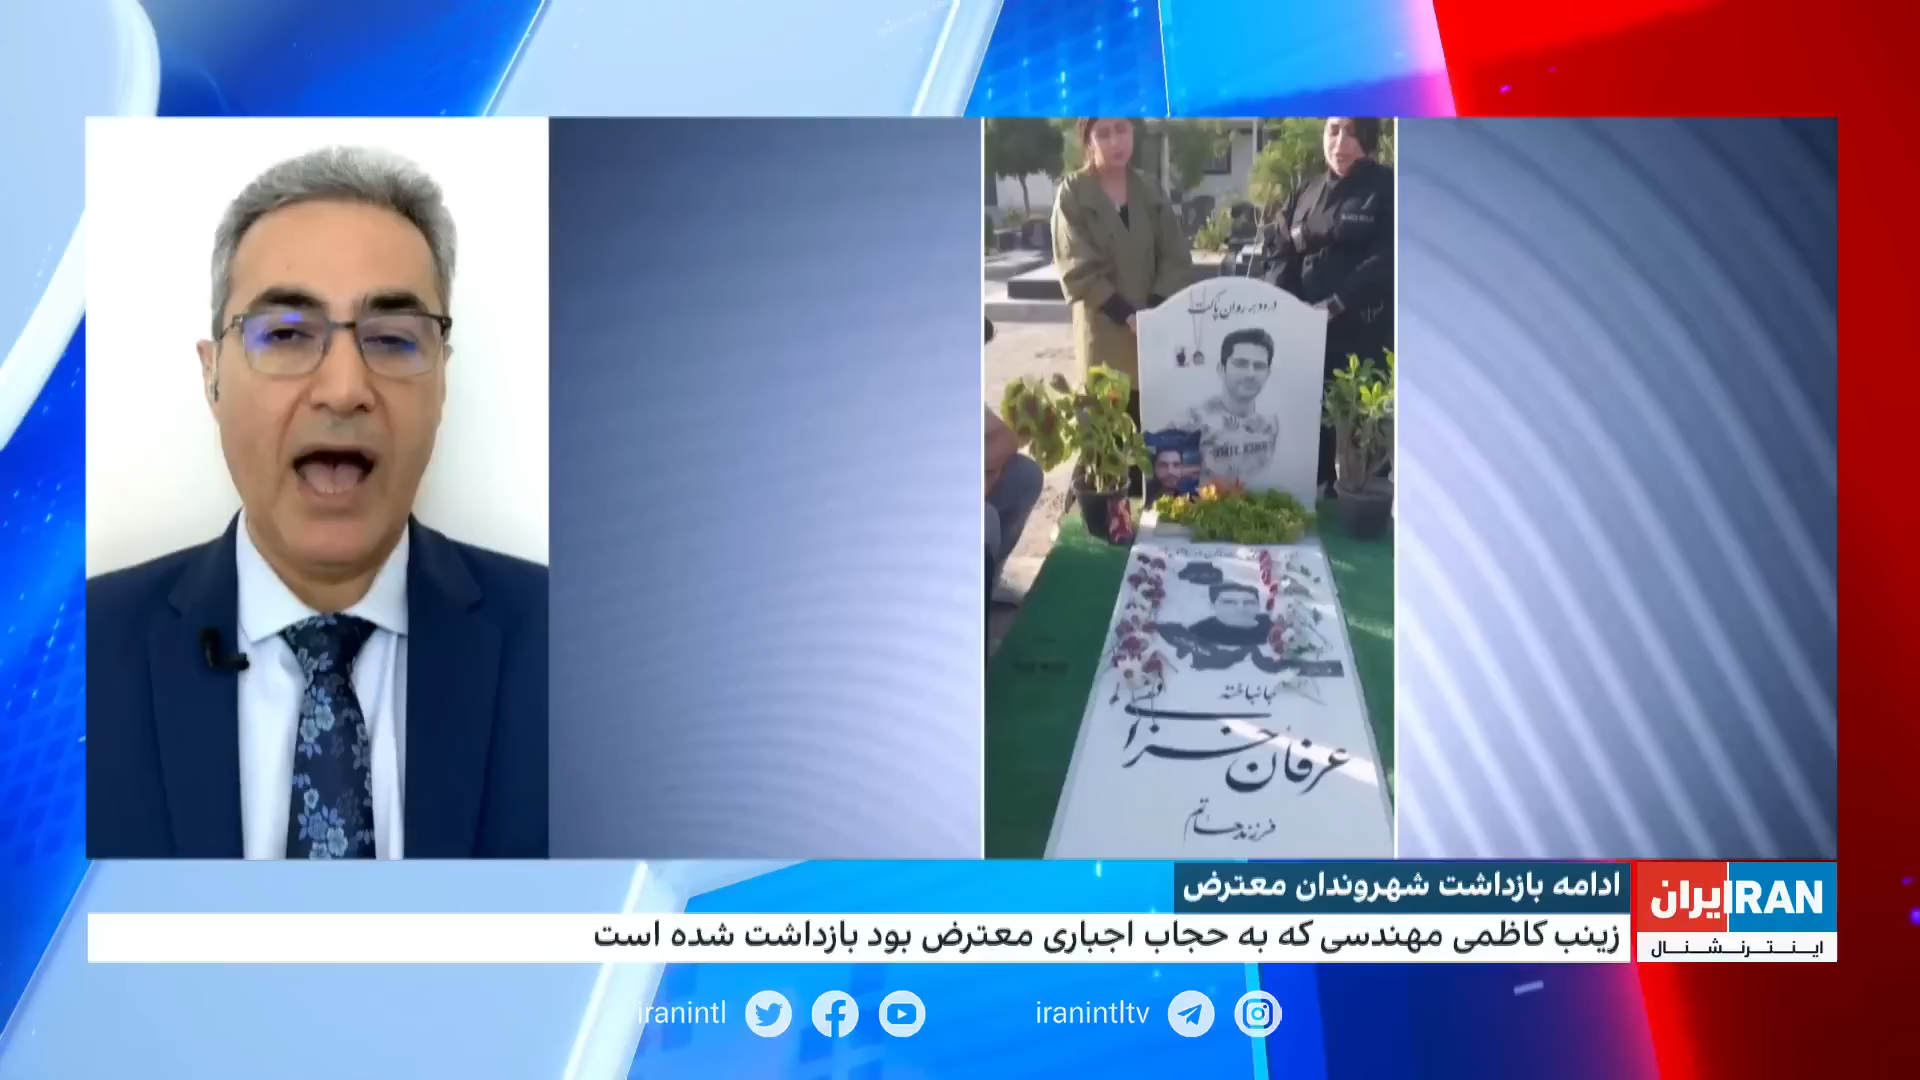 درود بر روان پاکت
جانباخته
عرفان خزائی
فرزند حاتم
ادامه بازداشت شهروندان معترض
زینب کاظمی مهندسی که به حجاب اجباری معترض بود بازداشت شده است
ایران IRAN
اینترنشنال
iranintl
iranintltv